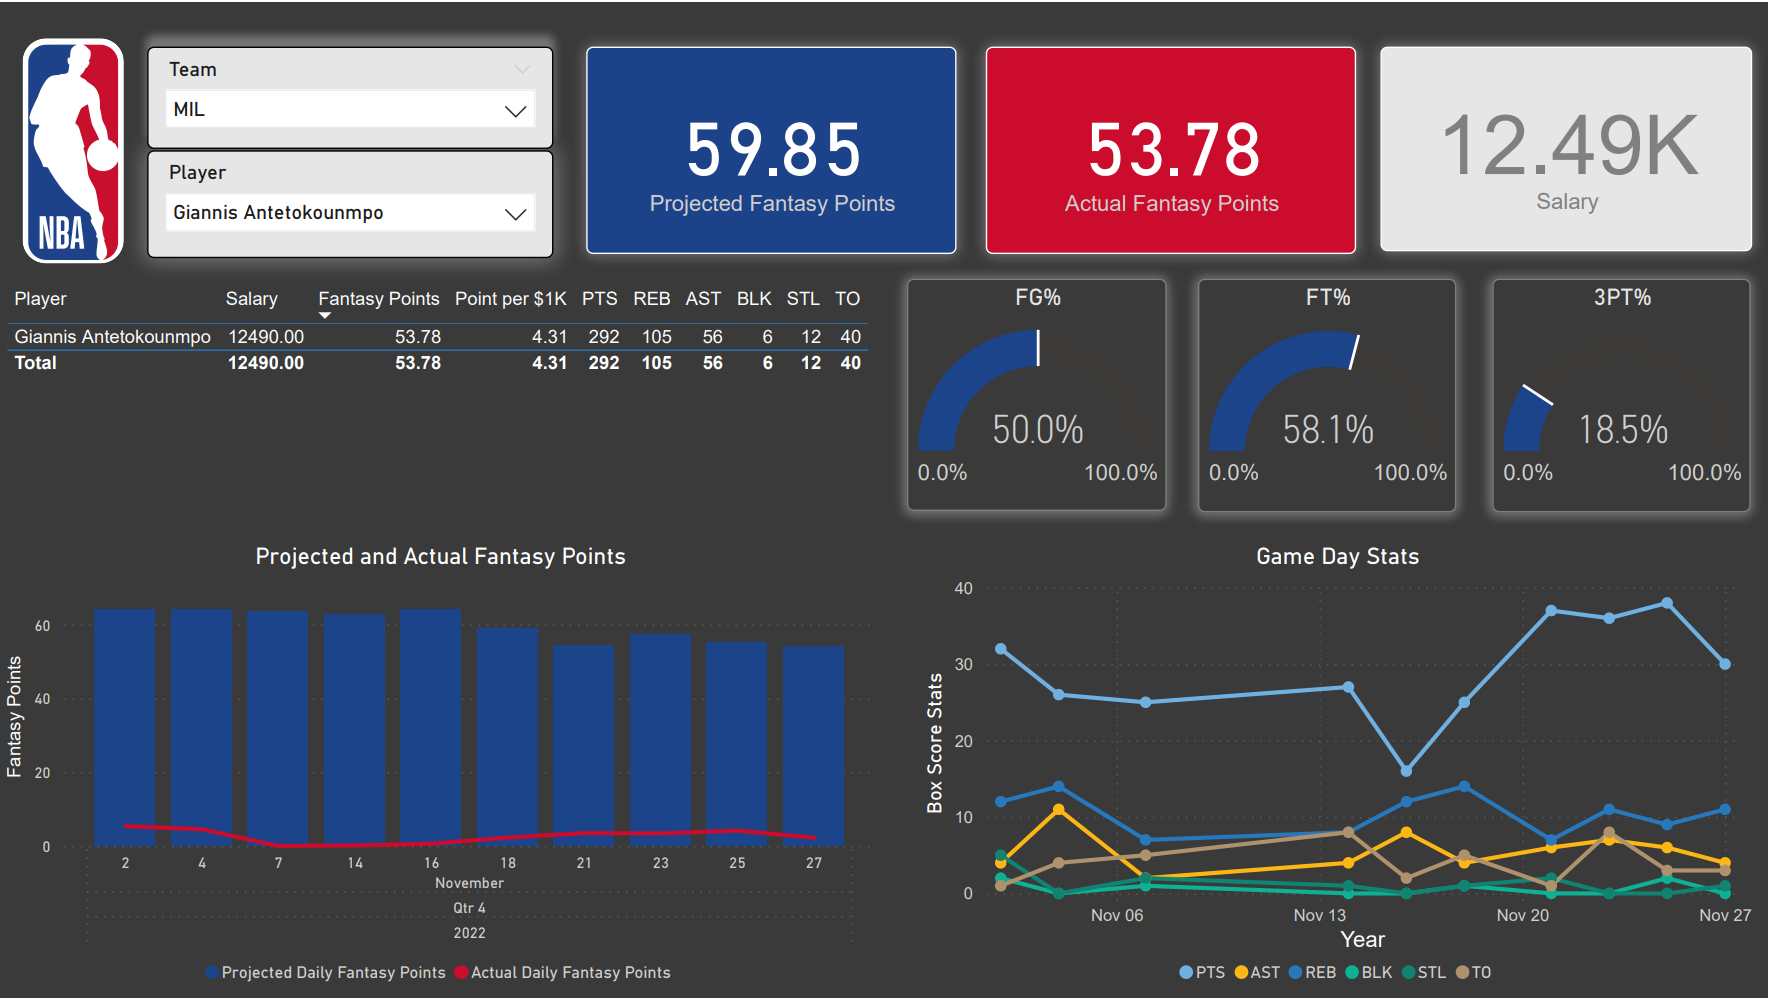 NBA
Team
MIL
Player
Giannis Antetokounmpo
59.85
Projected Fantasy Points
53.78
Actual Fantasy Points
12.49K
Salary
Player Salary Fantasy Points Point per $1K PTS REB AST BLK STL TO
Giannis Antetokounmpo 12490.00 53.78 4.31 292 105 56 6 12 40
Total 12490.00 53.78 4.31 292 105 56 6 12 40
FG%
50.0%
0.0% 100.0%
FT%
58.1%
0.0% 100.0%
3PT%
18.5%
0.0% 100.0%
Projected and Actual Fantasy Points
Fantasy Points
60
40
20
0
2 4 7 14 16 18 21 23 25 27
November
Qtr 4
2022
Projected Daily Fantasy Points Actual Daily Fantasy Points
Game Day Stats
Box Score Stats
40
30
20
10
0
Nov 06 Nov 13 Nov 20 Nov 27
Year
PTS AST REB BLK STL TO